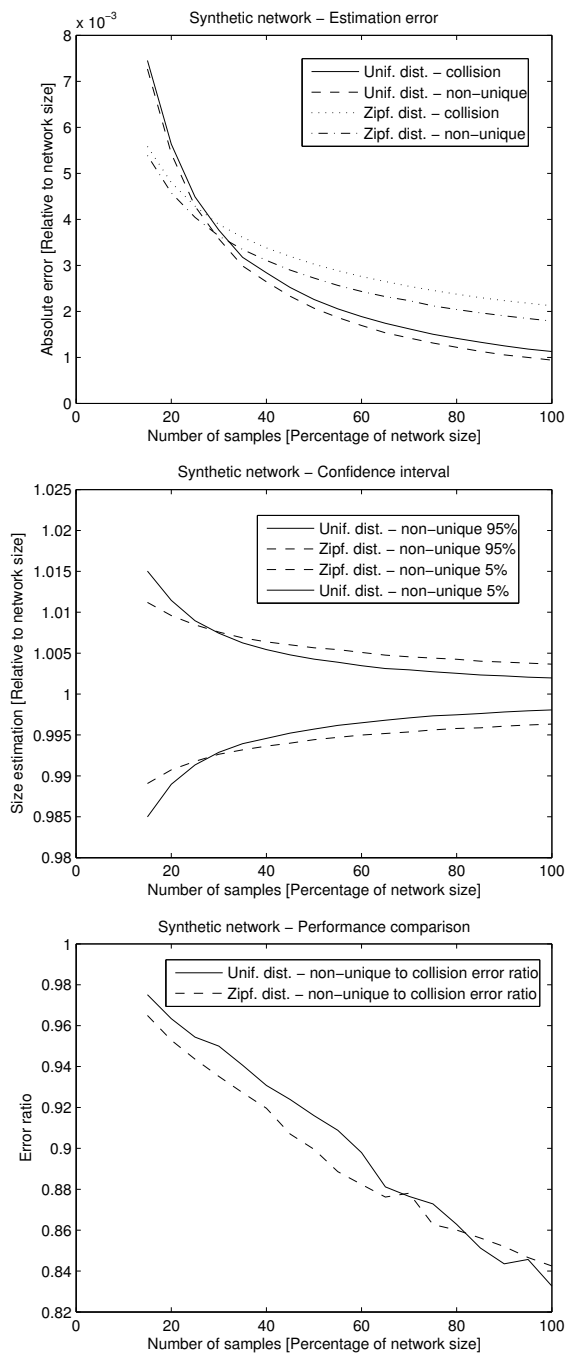 Synthetic network − Estimation error
x 10−3
8
7
6
5
4
3
2
1
0
Absolute error [Relative to network size]
Unif. dist. − collision
Unif. dist. − non−unique
Zipf. dist. − collision
Zipf. dist. − non−unique
0 20 40 60 80 100
Number of samples [Percentage of network size]
Synthetic network − Confidence interval
1.025
1.02
1.015
1.01
1.005
1
0.995
0.99
0.985
0.98
Size estimation [Relative to network size]
Unif. dist. − non−unique 95%
Zipf. dist. − non−unique 95%
Zipf. dist. − non−unique 5%
Unif. dist. − non−unique 5%
0 20 40 60 80 100
Number of samples [Percentage of network size]
Synthetic network − Performance comparison
1
0.98
0.96
0.94
0.92
0.9
0.88
0.86
0.84
0.82
Error ratio
Unif. dist. − non−unique to collision error ratio
Zipf. dist. − non−unique to collision error ratio
0 20 40 60 80 100
Number of samples [Percentage of network size]